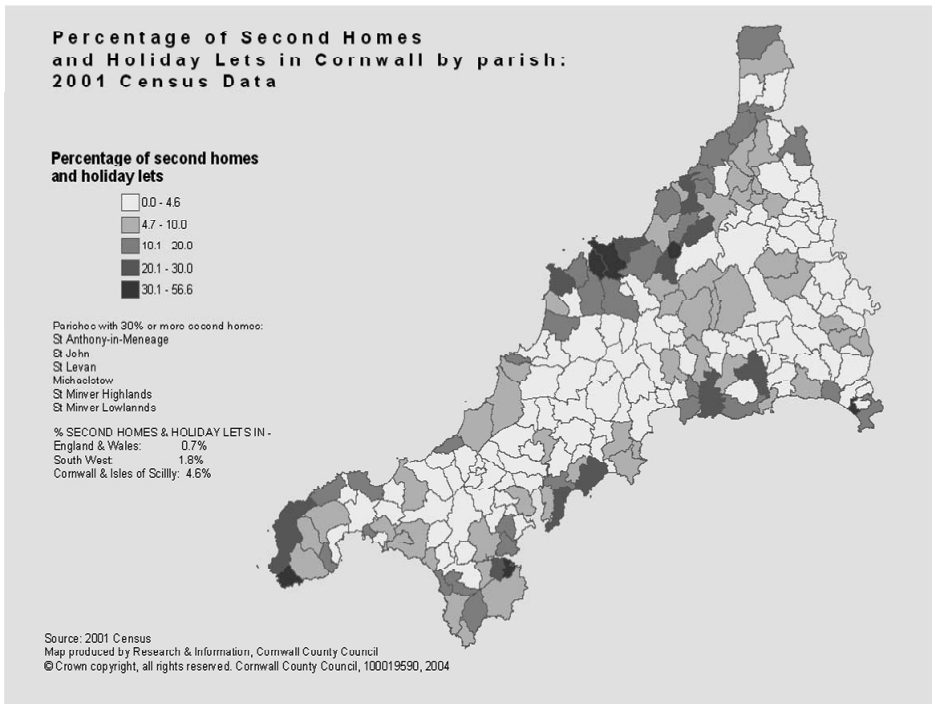 Percentage of Second Homes
and Holiday Lets in Cornwall by parish:
2001 Census Data
Percentage of second homes
and holiday lets
0.0 - 4.6
4.7 - 10.0
10.1 20.0
20.1 - 30.0
30.1 - 56.6
Parishes with 30% or more second homes:
St Anthony-in-Meneage
St John
St Levan
Michaelstow
St Minver Highlands
St Minver Lowlannds
% SECOND HOMES & HOLIDAY LETS IN -
England & Wales: 0.7%
South West: 1.8%
Cornwall & Isles of Scillly: 4.6%
Source: 2001 Census
Map produced by Research & Information, Cornwall County Council
© Crown copyright, all rights reserved. Cornwall County Council, 100019590, 2004